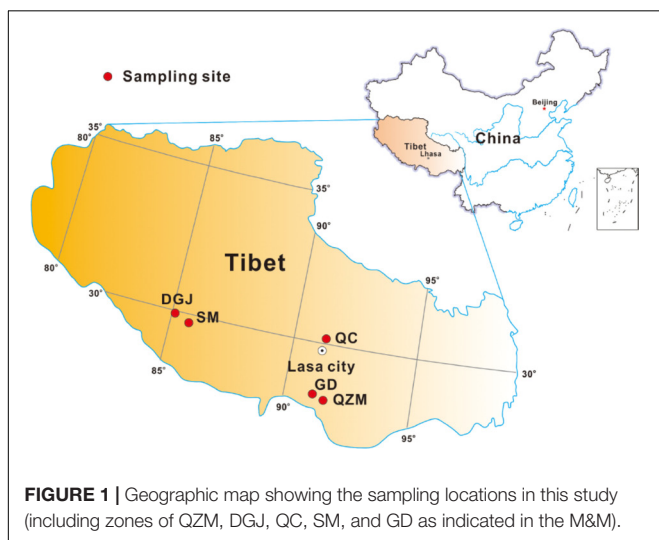 Sampling site
Beijing
China
Tibet
Lhasa
35°
80°
85°
35°
90°
Tibet
95°
80°
30°
DGJ
SM
QC
Lasa city
85°
GD
30°
90°
QZM
95°
FIGURE 1 | Geographic map showing the sampling locations in this study
(including zones of QZM, DGJ, QC, SM, and GD as indicated in the M&M).